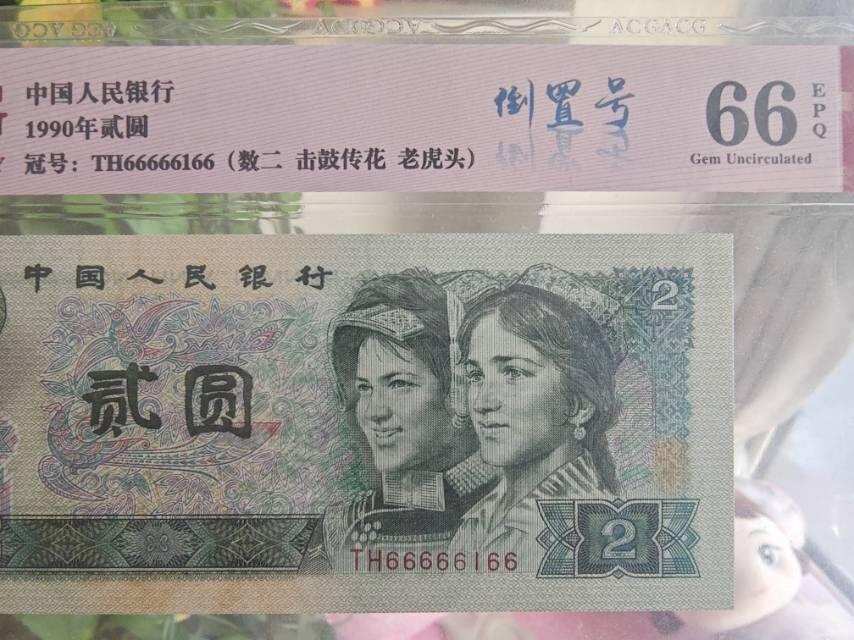 ACGACG
中国人民银行
倒置号
66
EPQ
1990年贰圆
Gem Uncirculated
冠号：TH66666166（数二 击鼓传花 老虎头）
中国人民银行
2
贰圆
TH66666166
2